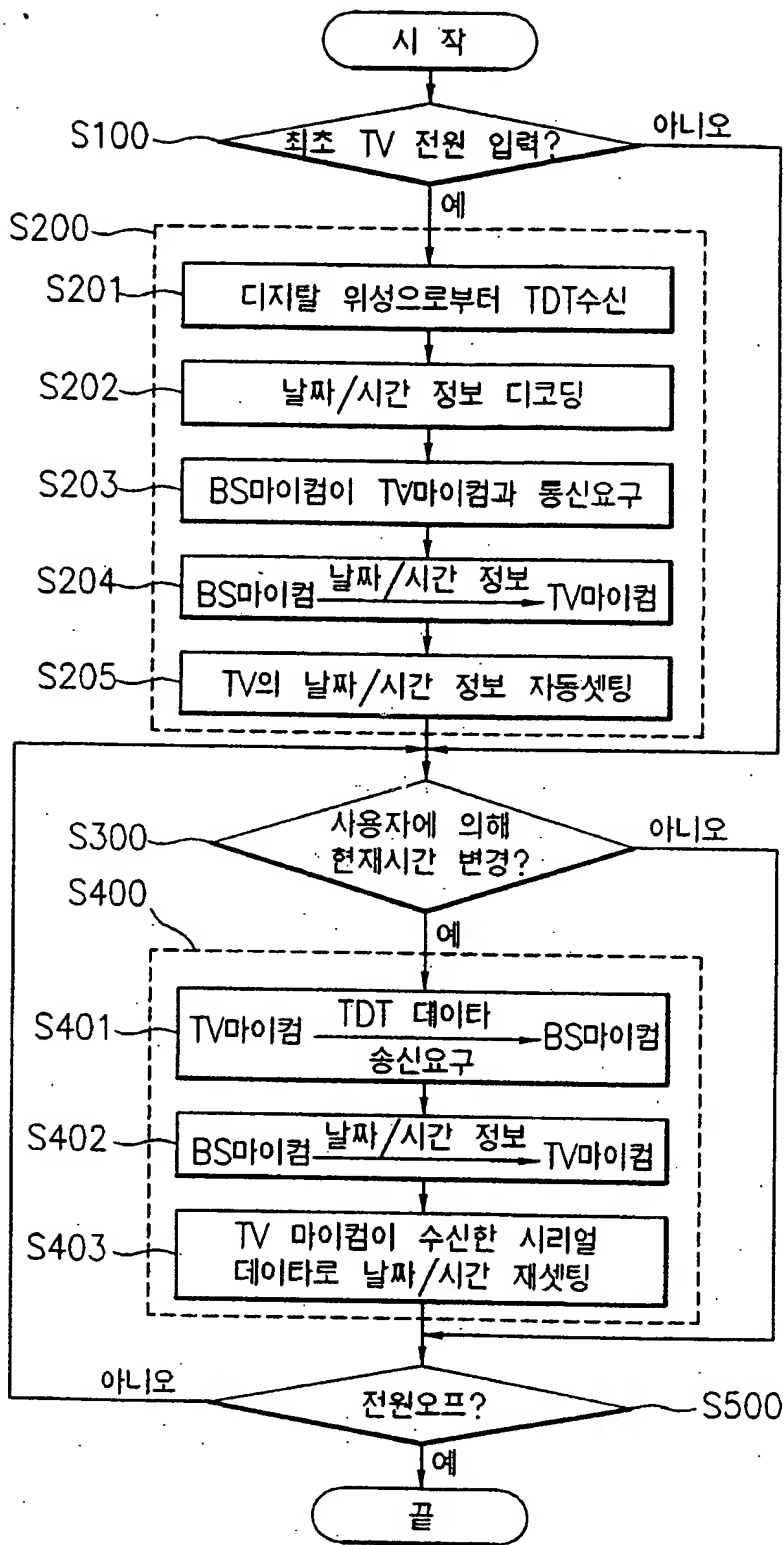 시 작
S100
최초 TV 전원 입력?
아니오
예
S200
S201
디지탈 위성으로부터 TDT수신
S202
날짜/시간 정보 디코딩
S203
BS마이컴이 TV마이컴과 통신요구
S204
날짜/시간 정보
BS마이컴 TV마이컴
S205
TV의 날짜/시간 정보 자동셋팅
S300
사용자에 의해
현재시간 변경?
아니오
예
S400
S401
TDT 데이타
TV마이컴 BS마이컴
송신요구
S402
날짜/시간 정보
BS마이컴 TV마이컴
S403
TV 마이컴이 수신한 시리얼
데이타로 날짜/시간 재셋팅
아니오
전원오프?
S500
예
끝